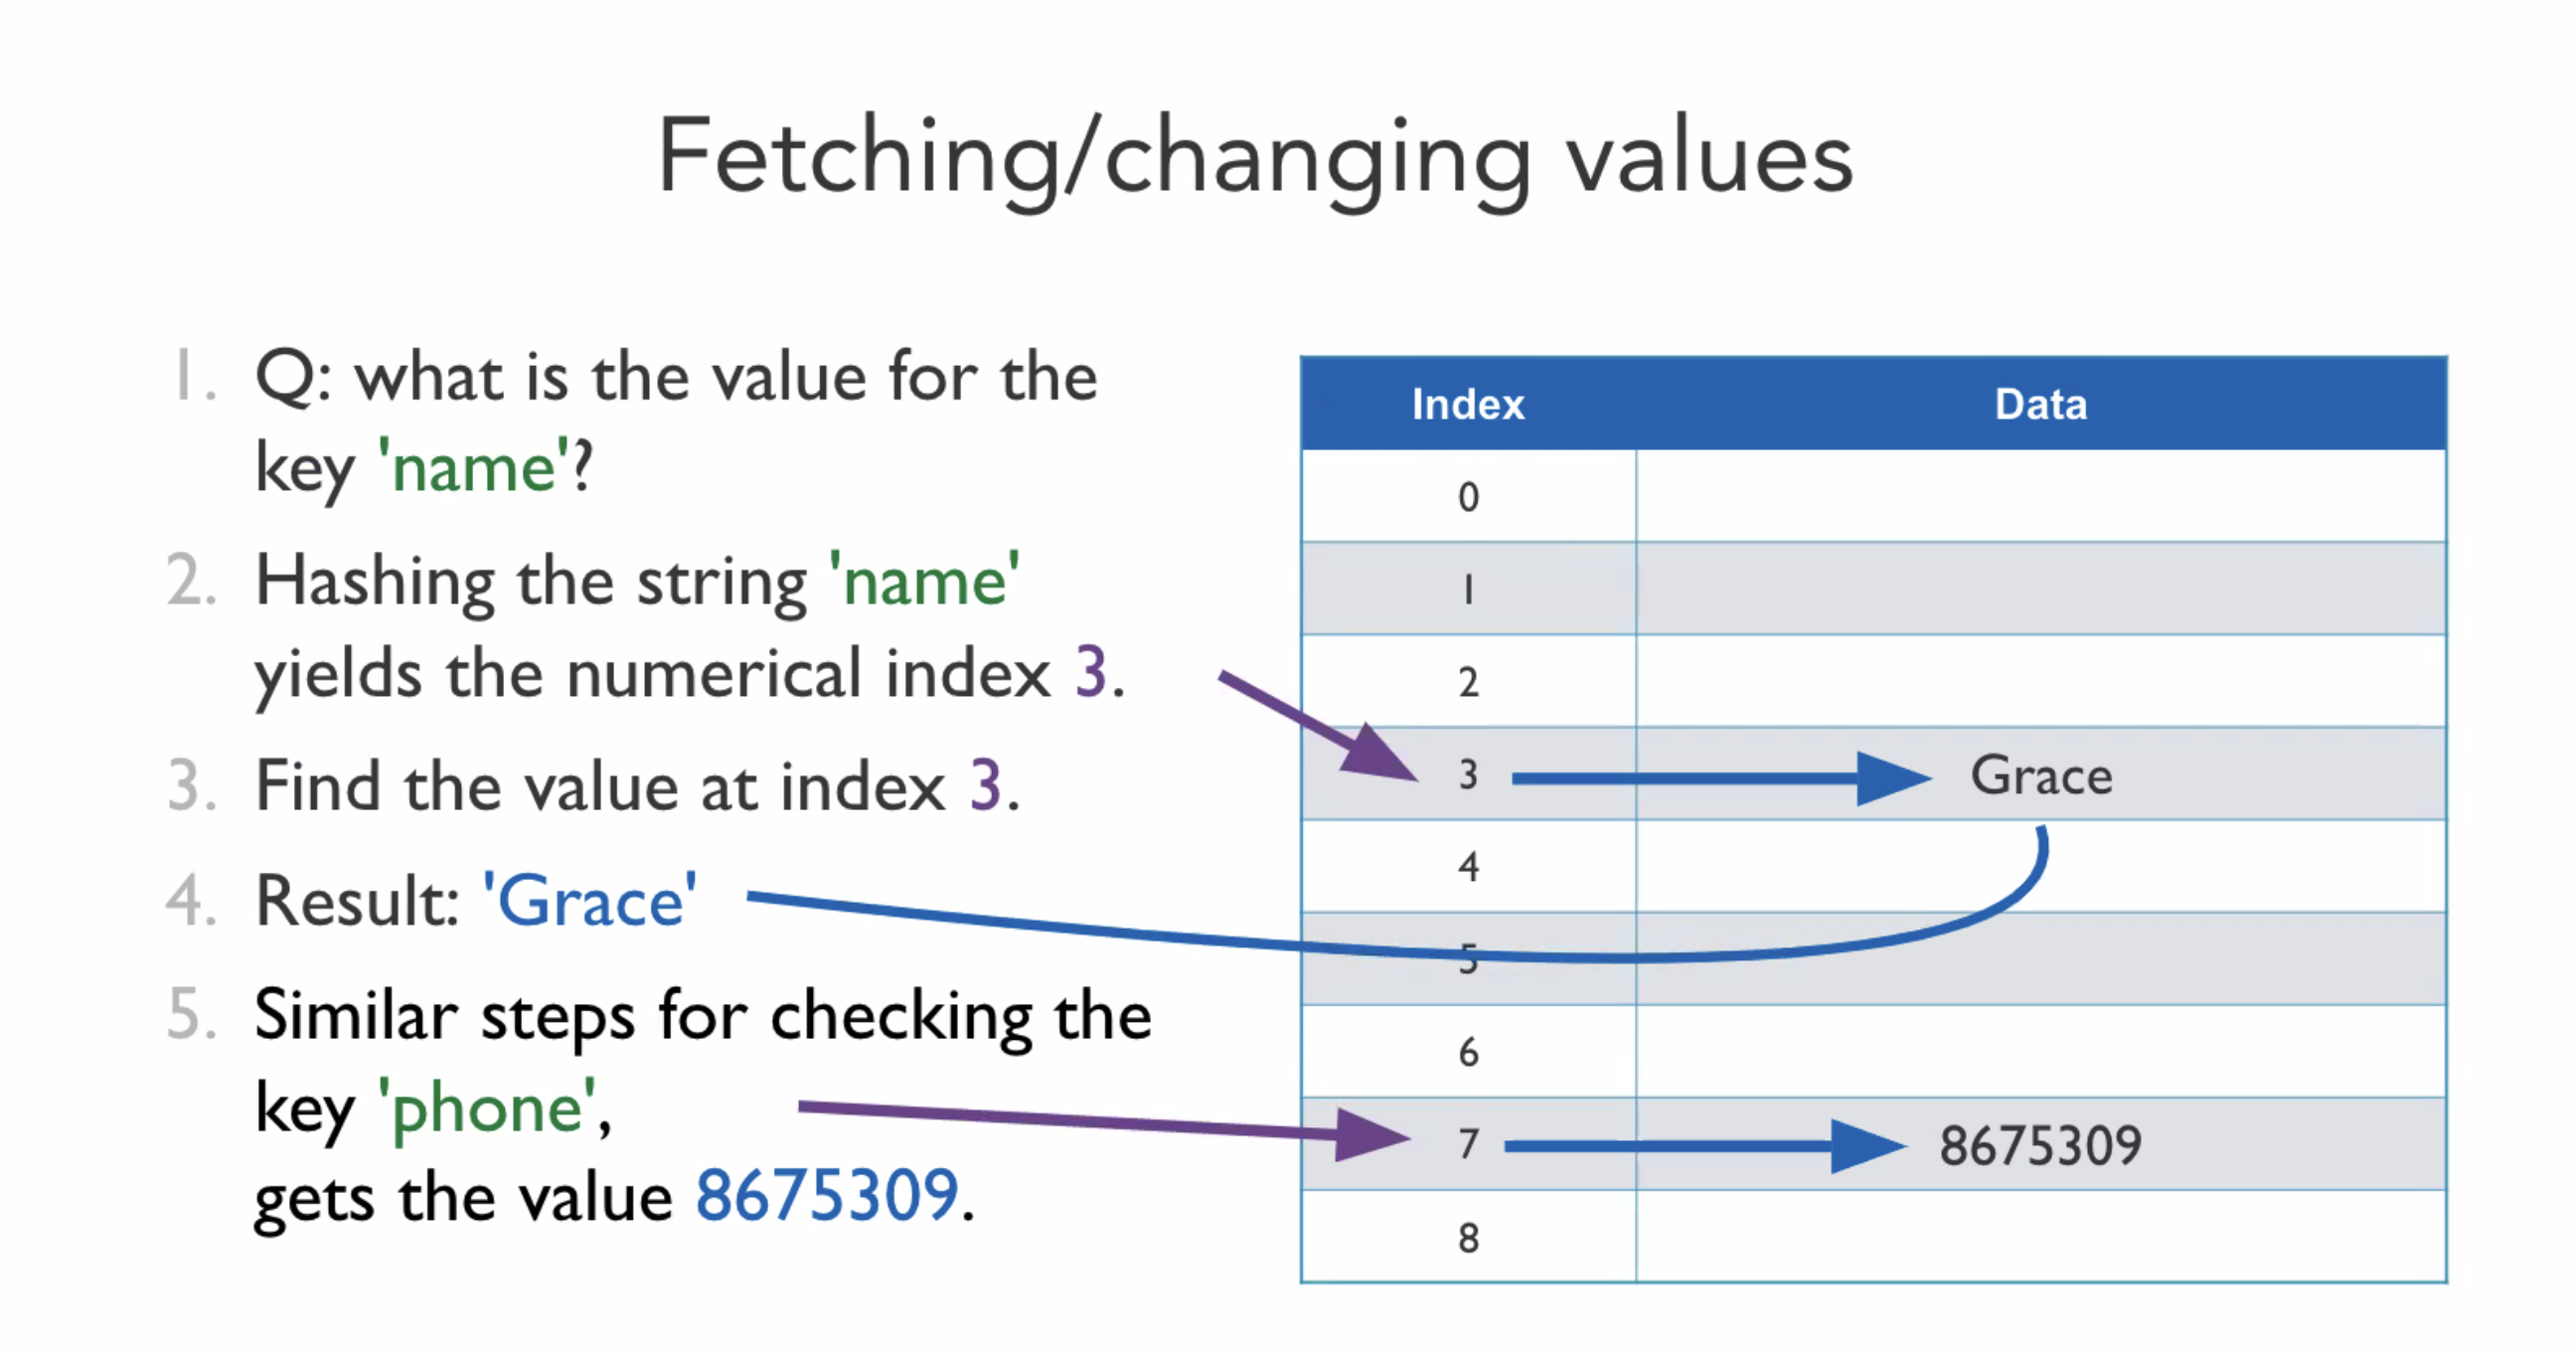 Fetching/changing values
1. Q: what is the value for the
key 'name'?
2. Hashing the string 'name'
yields the numerical index 3.
3. Find the value at index 3.
4. Result: 'Grace'
5. Similar steps for checking the
key 'phone',
gets the value 8675309.
Index Data
0
1
2
3 Grace
4
5
6
7 8675309
8